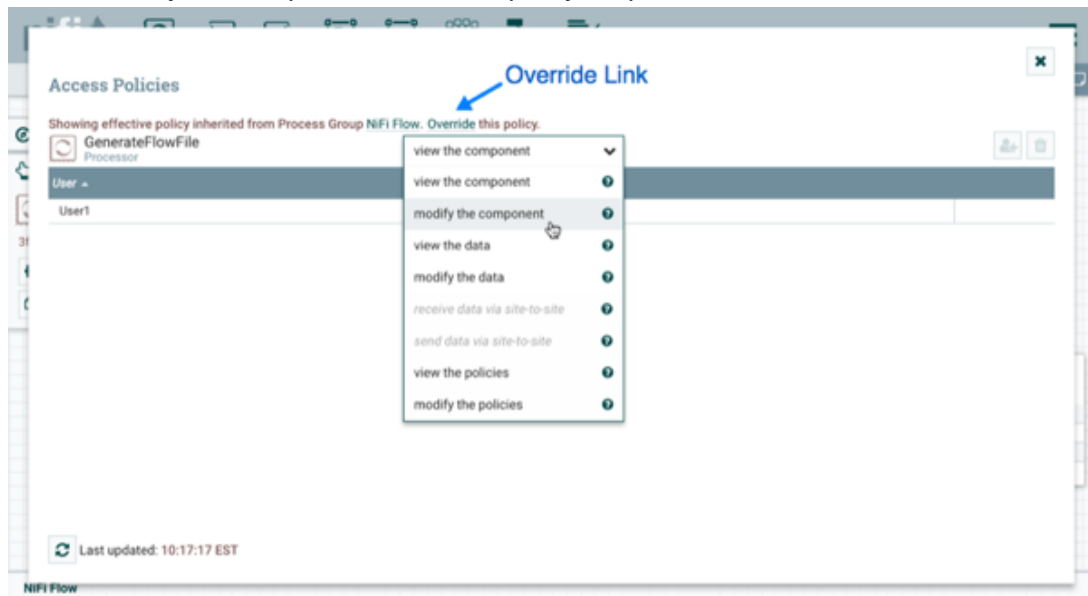 Override Link
Access Policies
Showing effective policy inherited from Process Group NiFi Flow. Override this policy.
GenerateFlowFile
Processor
view the component
User
view the component
User1
modify the component
view the data
modify the data
receive data via site-to-site
send data via site-to-site
view the policies
modify the policies
Last updated: 10:17:17 EST
NiFi Flow